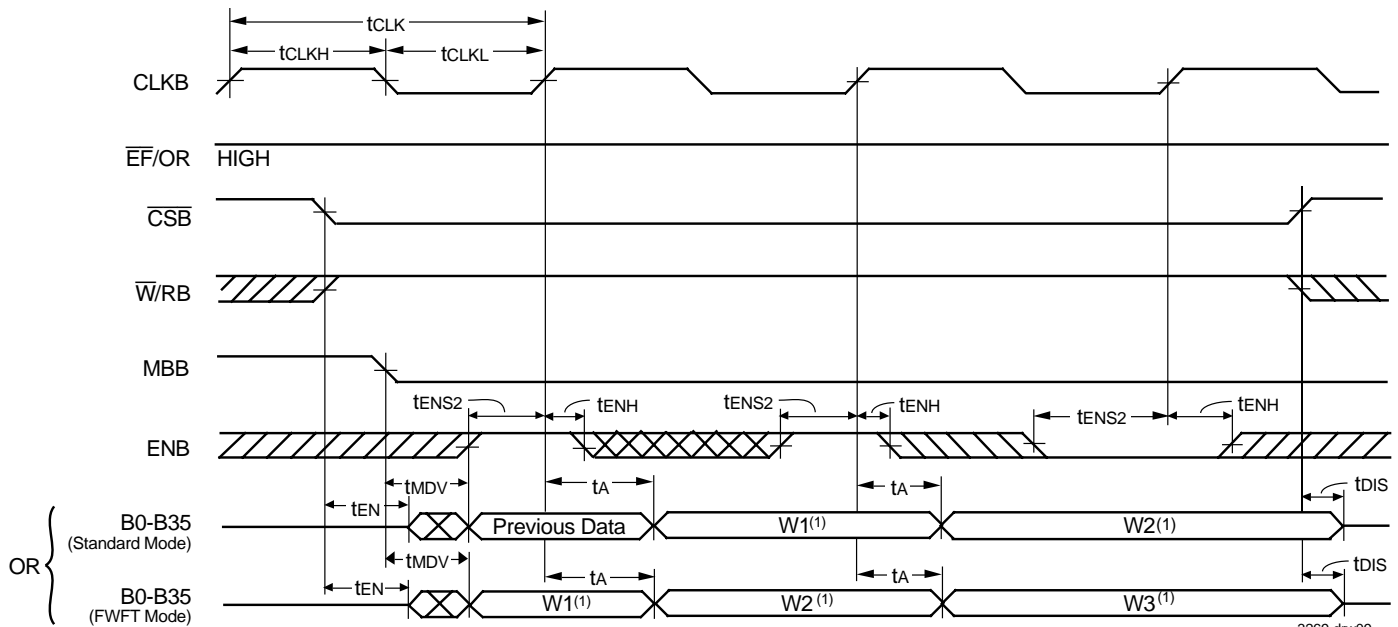 tCLK
tCLKH tCLKL
CLKB
EF/OR HIGH
CSB
W/RB
MBB
tENS2 tENH tENS2 tENH tENS2 tENH
ENB
tMDV tA tA tDIS
tEN
B0-B35 Previous Data W1(1) W2(1)
(Standard Mode)
OR
tMDV tA tA tDIS
tEN
B0-B35 W1(1) W2(1) W3(1)
(FWFT Mode)